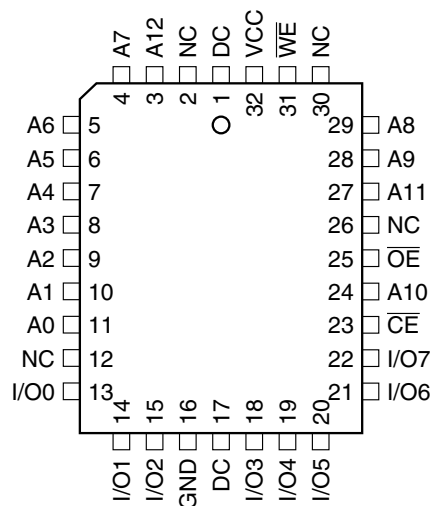 A7 A12 NC DC VCC W̅E̅ NC
4 3 2 1 32 31 30
A6 5 29 A8
A5 6 28 A9
A4 7 27 A11
A3 8 26 NC
A2 9 25 O̅E̅
A1 10 24 A10
A0 11 23 C̅E̅
NC 12 22 I/O7
I/O0 13 21 I/O6
14 15 16 17 18 19 20
I/O1 I/O2 GND DC I/O3 I/O4 I/O5